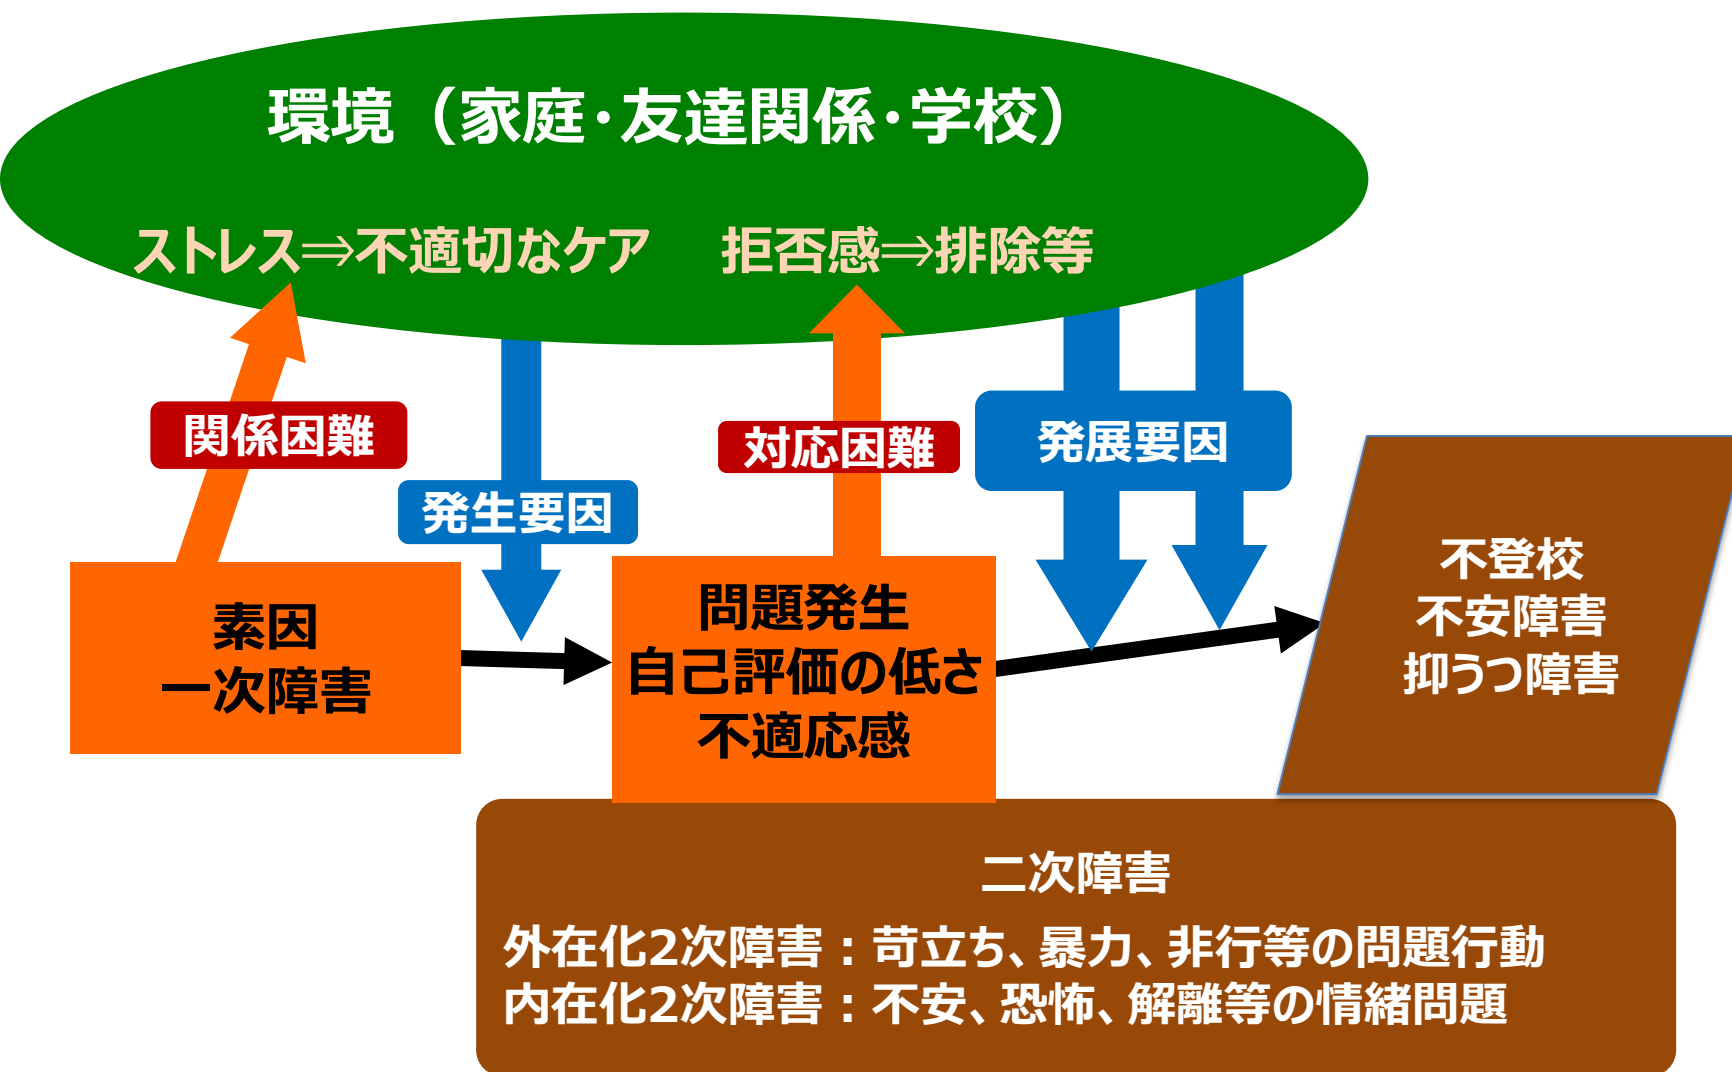 環境（家庭・友達関係・学校）
ストレス⇒不適切なケア
拒否感⇒排除等
関係困難
発生要因
対応困難
発展要因
素因
一次障害
問題発生
自己評価の低さ
不適応感
不登校
不安障害
抑うつ障害
二次障害
外在化2次障害：苛立ち、暴力、非行等の問題行動
内在化2次障害：不安、恐怖、解離等の情緒問題